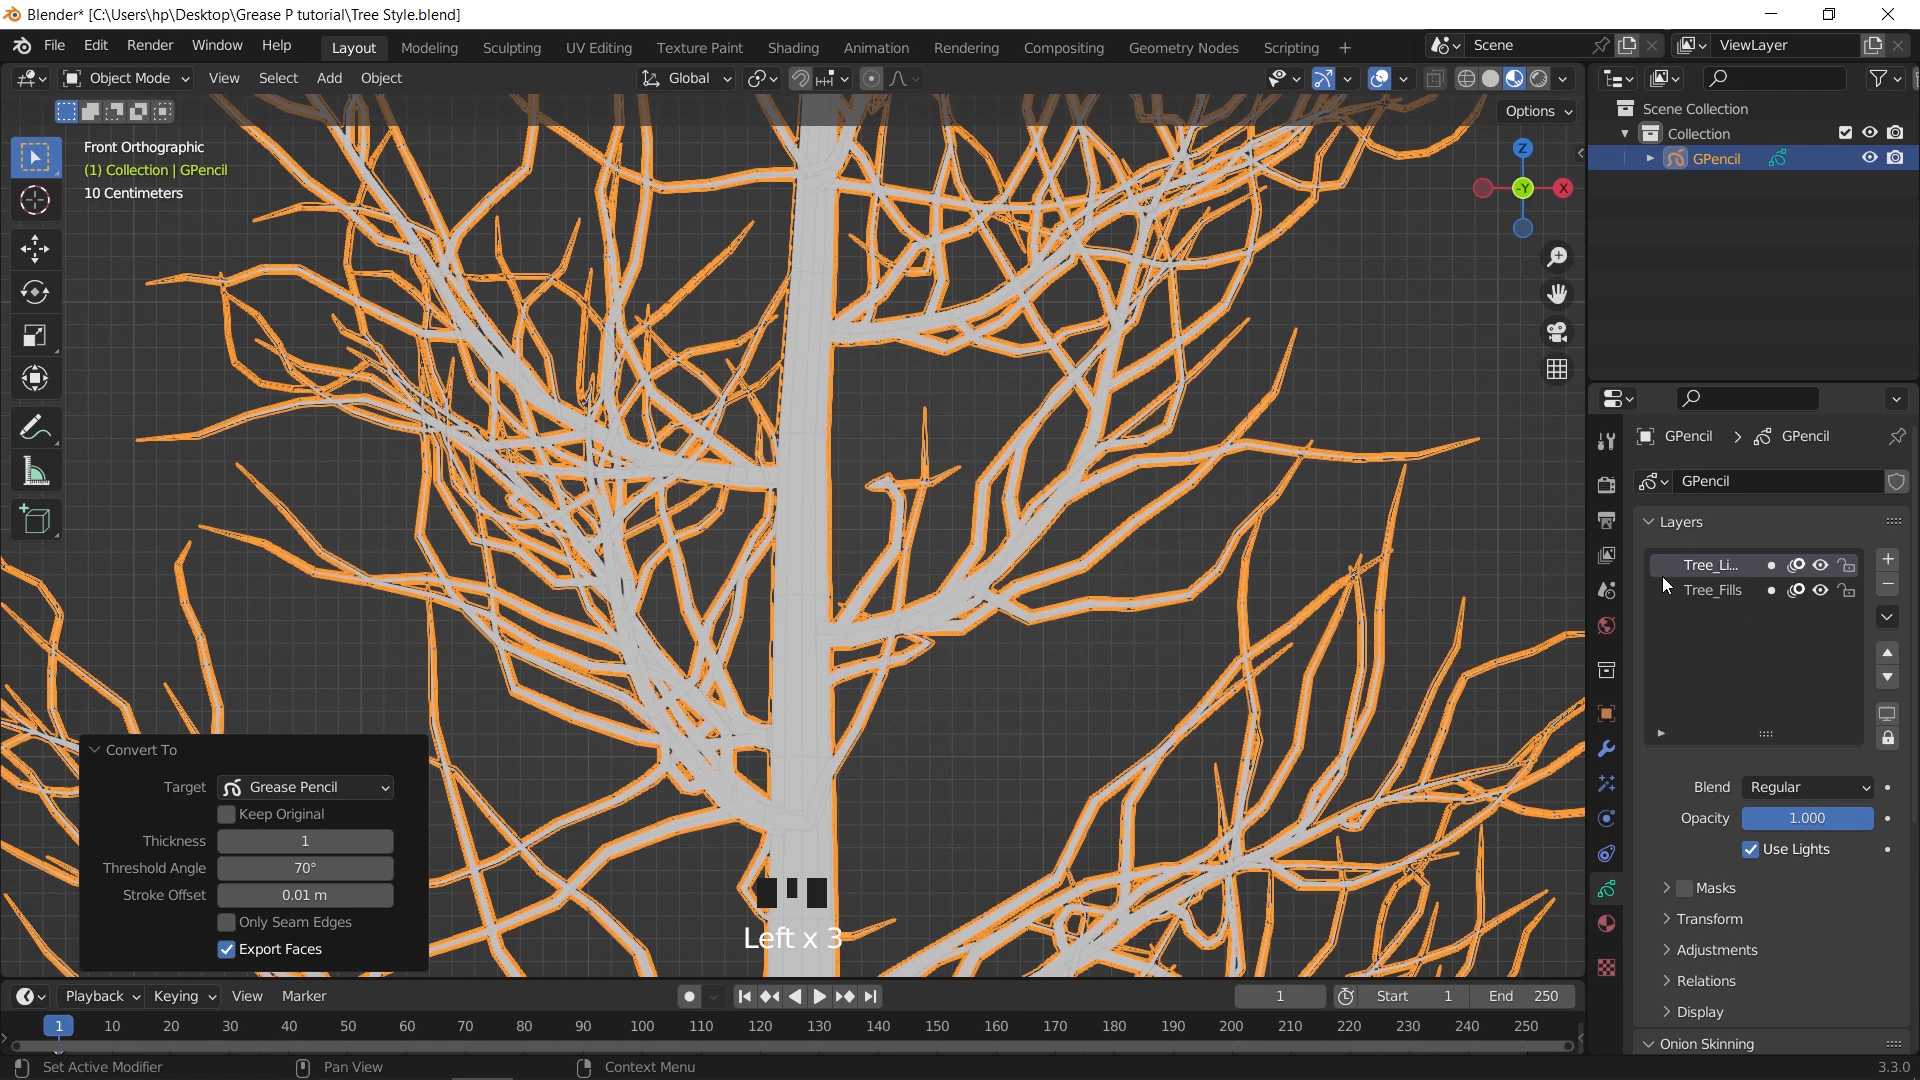 Blender* [C:\Users\hp\Desktop\Grease P tutorial\Tree Style.blend]
File Edit Render Window Help Layout Modeling Sculpting UV Editing Texture Paint Shading Animation Rendering Compositing Geometry Nodes Scripting + Scene ViewLayer
Object Mode View Select Add Object Global
Options
Front Orthographic
(1) Collection | GPencil
10 Centimeters
Z
-Y
X
Scene Collection
Collection
GPencil
GPencil > GPencil
GPencil
Layers
Tree_Li...
Tree_Fills
Blend Regular
Opacity 1.000
Use Lights
Masks
Transform
Adjustments
Relations
Display
Onion Skinning
Convert To
Target Grease Pencil
Keep Original
Thickness 1
Threshold Angle 70°
Stroke Offset 0.01 m
Only Seam Edges
Export Faces
Left x 3
Playback Keying View Marker 1 Start 1 End 250
1 10 20 30 40 50 60 70 80 90 100 110 120 130 140 150 160 170 180 190 200 210 220 230 240 250
Set Active Modifier Pan View Context Menu 3.3.0